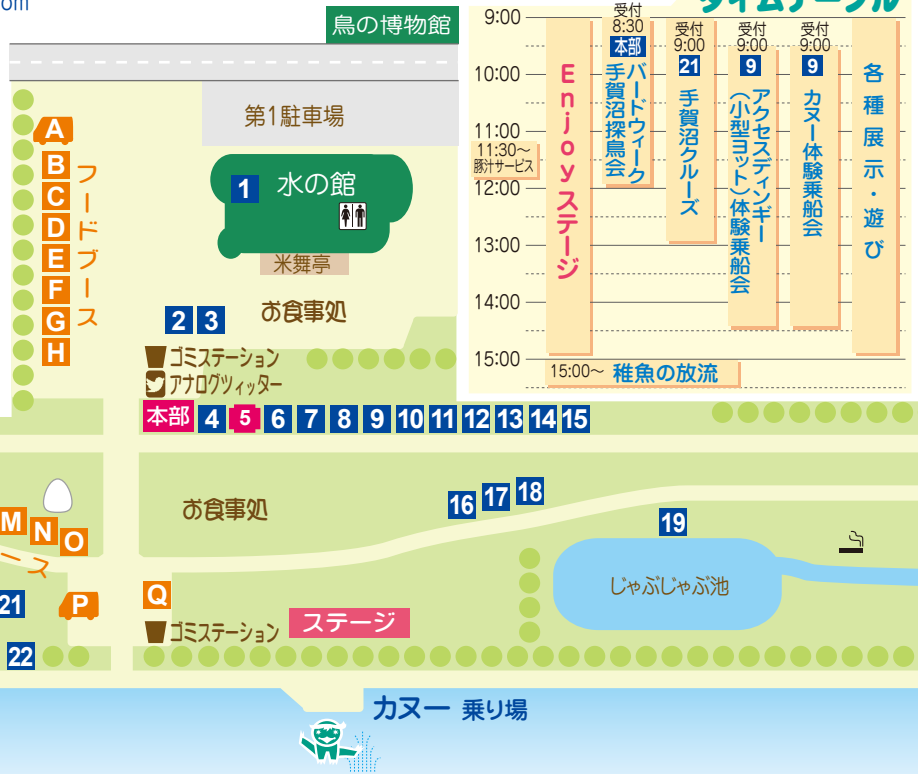 om
鳥の博物館
第1駐車場
1 水の館
米舞亭
お食事処
A
B
C
D
E
F
G
H
フードブース
2 3
ゴミステーション
アナログツィッター
本部 4 5 6 7 8 9 10 11 12 13 14 15
お食事処
16 17 18
19
じゃぶじゃぶ池
M N O
ース
P
21
22
Q
ゴミステーション
ステージ
カヌー 乗り場
タイムテーブル
9:00
10:00
11:00
11:30～
豚汁サービス
12:00
13:00
14:00
15:00
Enjoyステージ
受付
8:30
本部
バードウィーク
手賀沼探鳥会
受付
9:00
21
手賀沼クルーズ
受付
9:00
9
アクセスディンギー
（小型ヨット）体験乗船会
受付
9:00
9
カヌー体験乗船会
各種展示・遊び
15:00～ 稚魚の放流